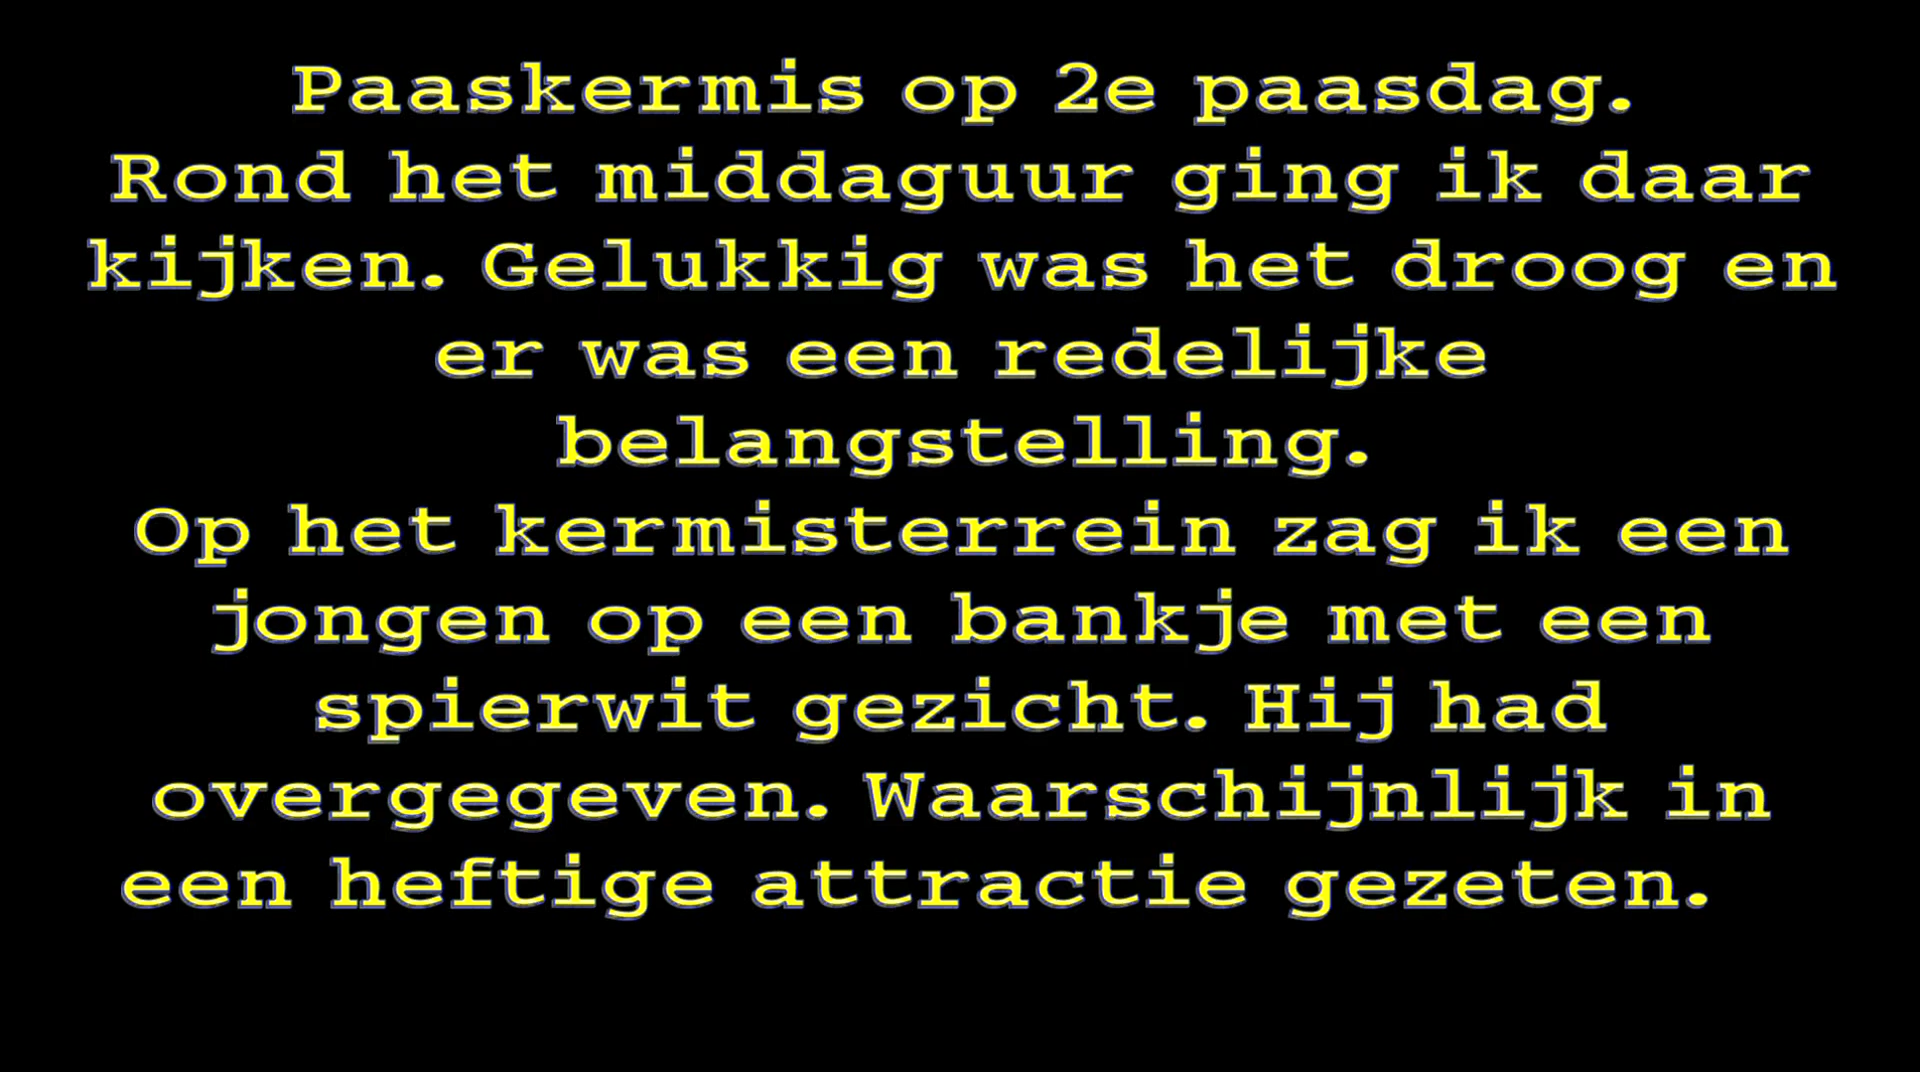 Paaskermis op 2e paasdag.
Rond het middaguur ging ik daar
kijken. Gelukkig was het droog en
er was een redelijke
belangstelling.
Op het kermisterrein zag ik een
jongen op een bankje met een
spierwit gezicht. Hij had
overgegeven. Waarschijnlijk in
een heftige attractie gezeten.